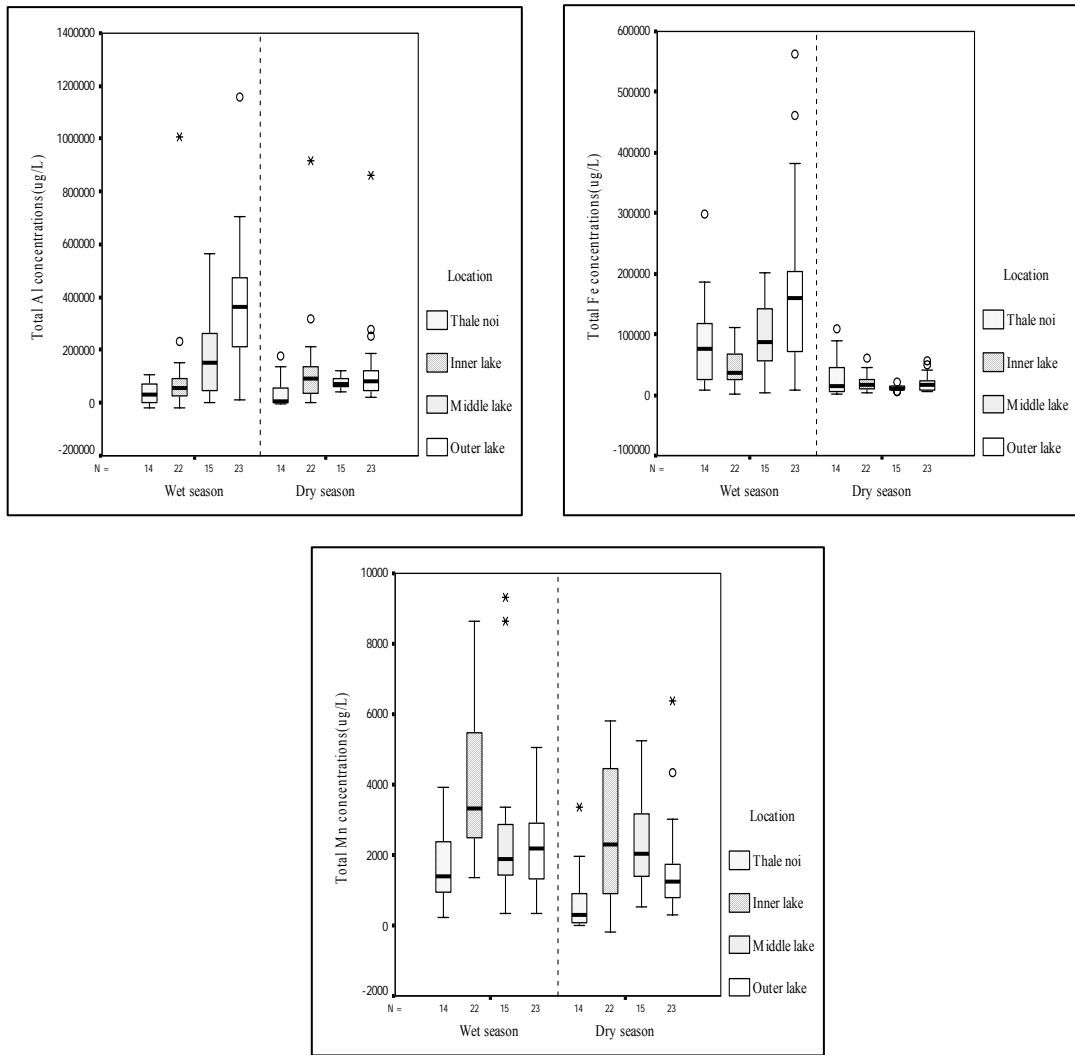 Total Al concentrations(ug/L)
1400000
1200000
1000000
800000
600000
400000
200000
0
-200000
N =
14 22 15 23 14 22 15 23
Wet season Dry season
Location
Thale noi
Inner lake
Middle lake
Outer lake
Total Fe concentrations(ug/L)
600000
500000
400000
300000
200000
100000
0
-100000
N =
14 22 15 23 14 22 15 23
Wet season Dry season
Location
Thale noi
Inner lake
Middle lake
Outer lake
Total Mn concentrations(ug/L)
10000
8000
6000
4000
2000
0
-2000
N =
14 22 15 23 14 22 15 23
Wet season Dry season
Location
Thale noi
Inner lake
Middle lake
Outer lake